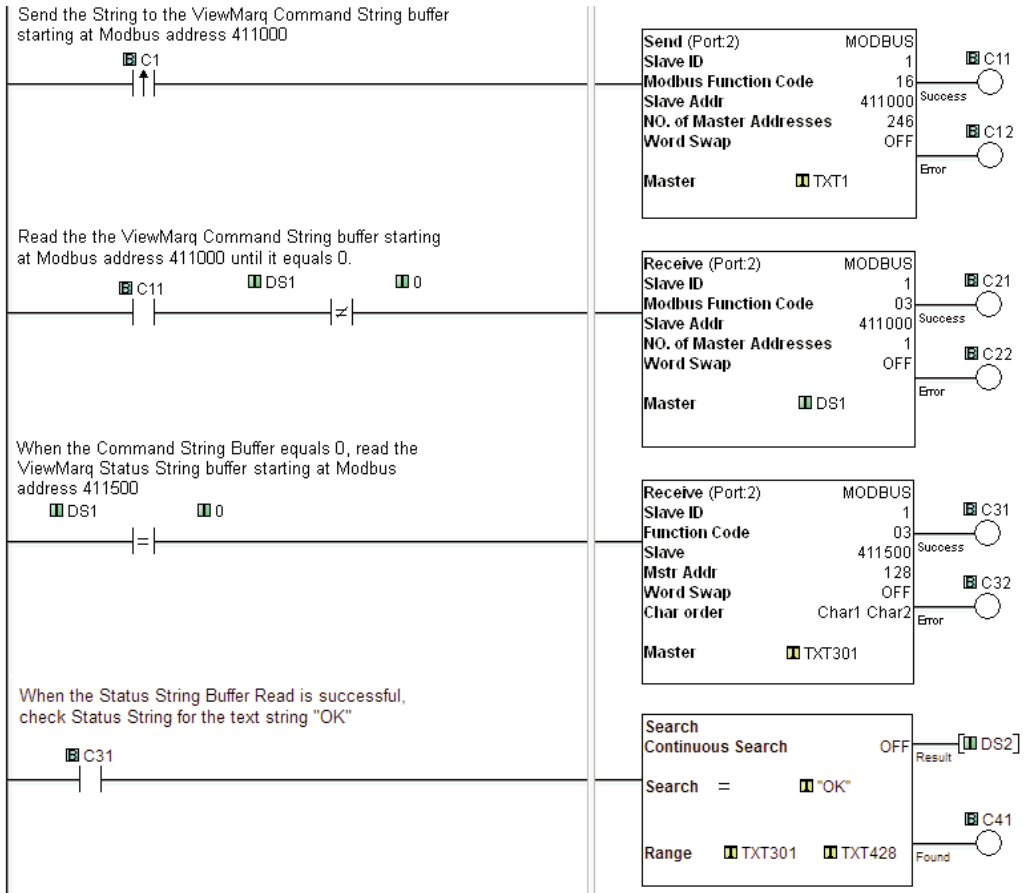 Send the String to the ViewMarq Command String buffer
starting at Modbus address 411000
B C1
Send (Port:2) MODBUS
Slave ID 1
Modbus Function Code 16
Slave Addr 411000
NO. of Master Addresses 246
Word Swap OFF
Master T TXT1
B C11
Success
B C12
Error
Read the the ViewMarq Command String buffer starting
at Modbus address 411000 until it equals 0.
B C11 I DS1 I 0
≠
Receive (Port:2) MODBUS
Slave ID 1
Modbus Function Code 03
Slave Addr 411000
NO. of Master Addresses 1
Word Swap OFF
Master I DS1
B C21
Success
B C22
Error
When the Command String Buffer equals 0, read the
ViewMarq Status String buffer starting at Modbus
address 411500
I DS1 I 0
=
Receive (Port:2) MODBUS
Slave ID 1
Function Code 03
Slave 411500
Mstr Addr 128
Word Swap OFF
Char order Char1 Char2
Master T TXT301
B C31
Success
B C32
Error
When the Status String Buffer Read is successful,
check Status String for the text string "OK"
B C31
Search
Continuous Search OFF
Search = T "OK"
Range T TXT301 T TXT428
I DS2
Result
B C41
Found